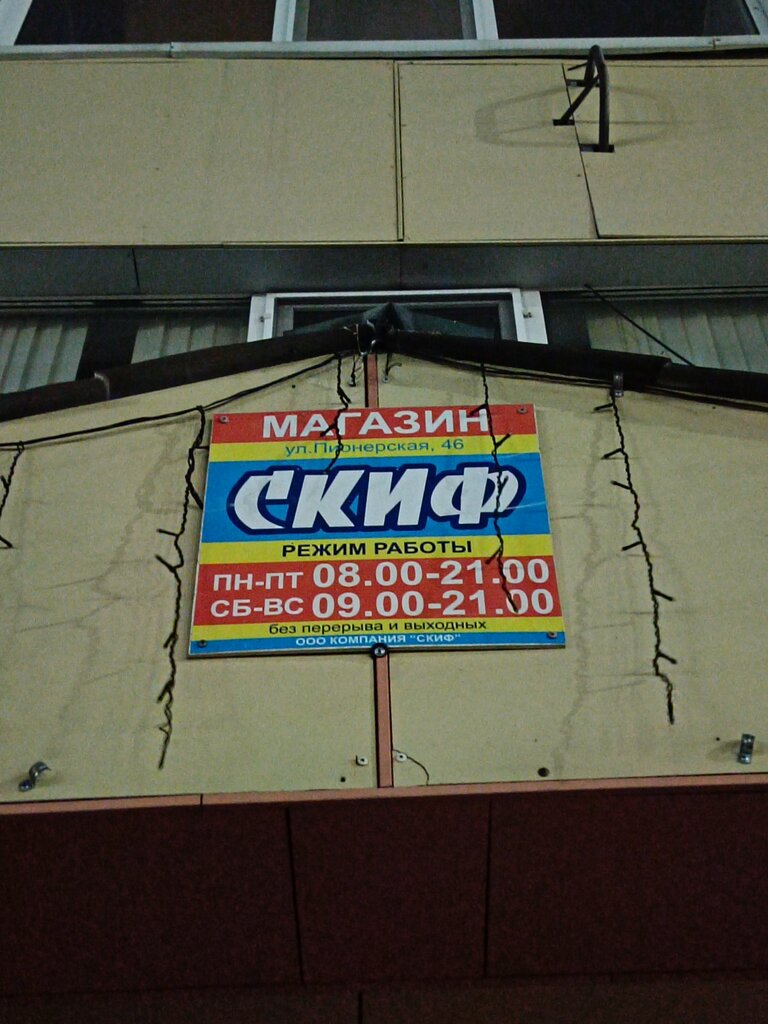 МАГАЗИН
ул.Пионерская, 46
СКИФ
РЕЖИМ РАБОТЫ
ПН-ПТ 08.00-21.00
СБ-ВС 09.00-21.00
без перерыва и выходных
ООО КОМПАНИЯ "СКИФ"